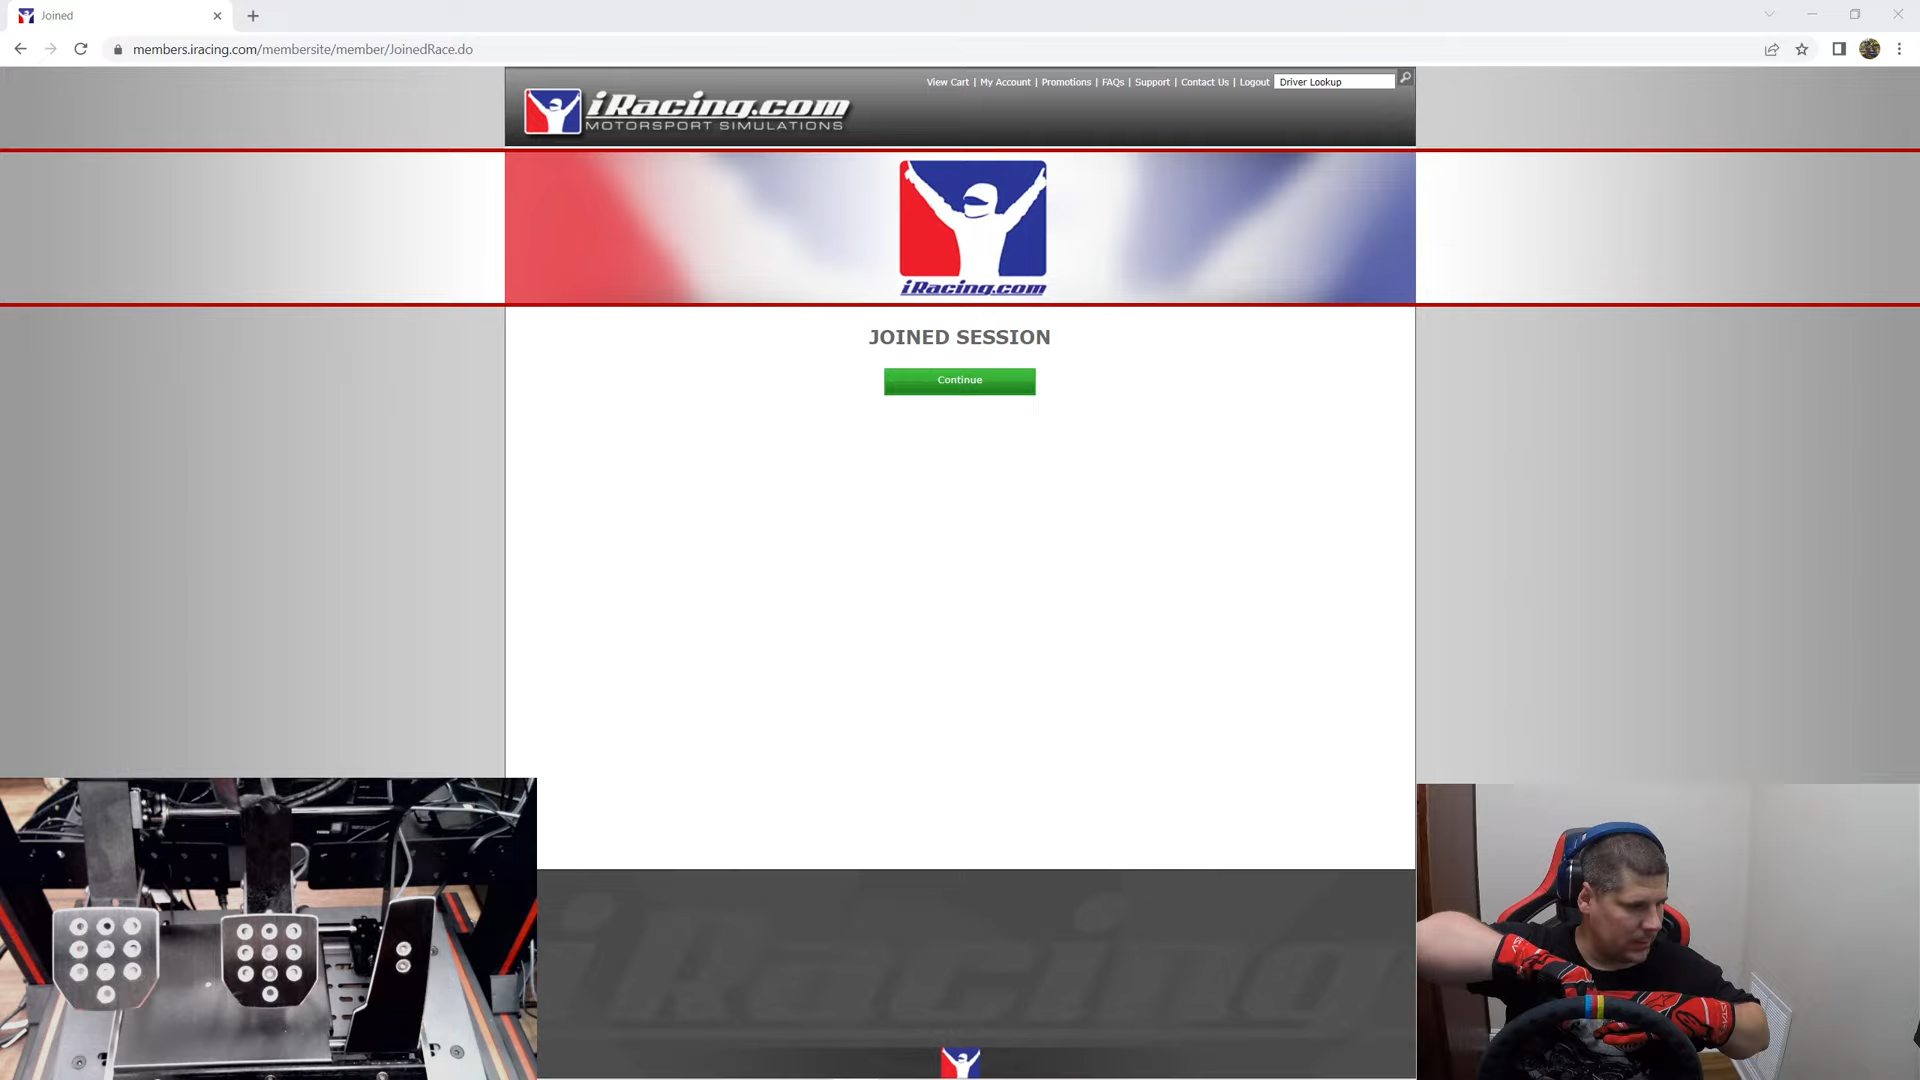 Joined
members.iracing.com/membersite/member/JoinedRace.do
View Cart | My Account | Promotions | FAQs | Support | Contact Us | Logout
Driver Lookup
iRacing.com
MOTORSPORT SIMULATIONS
iRacing.com
JOINED SESSION
Continue
iRacing